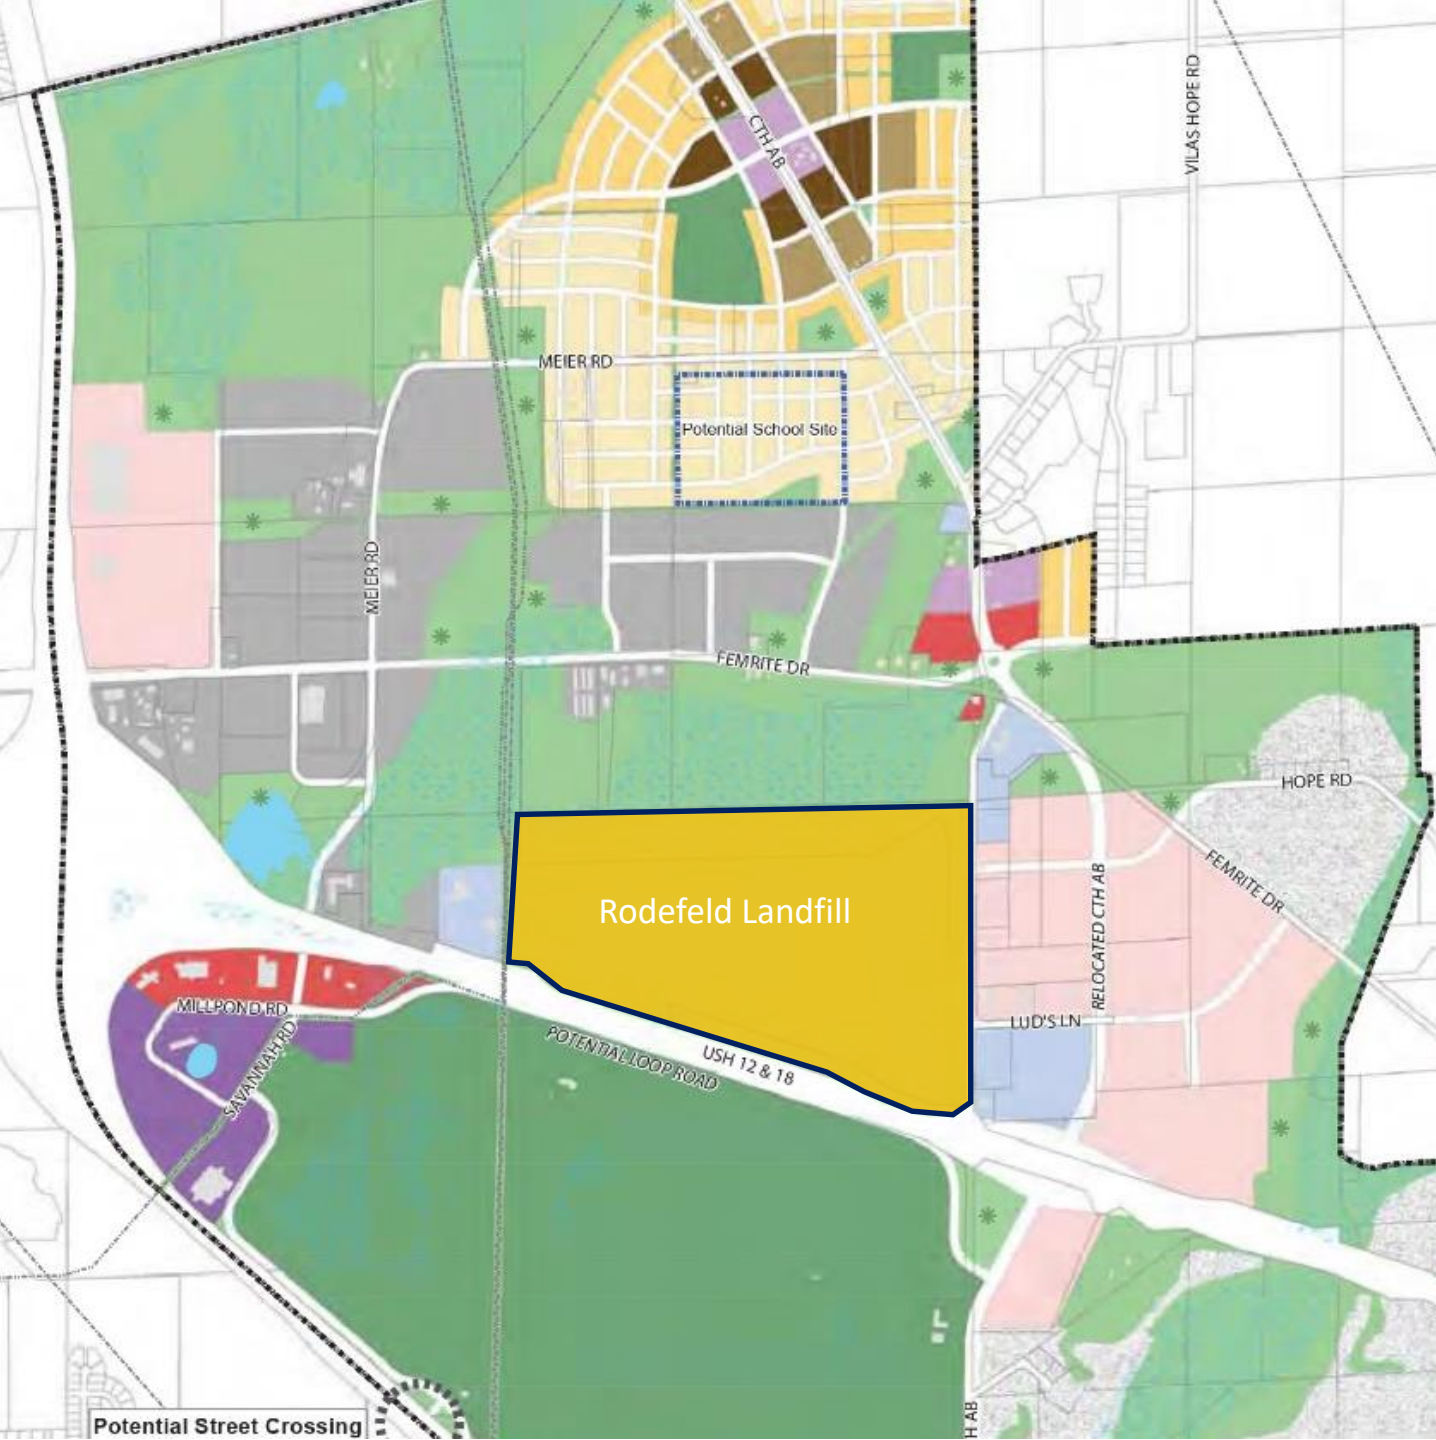 VILAS HOPE RD
CTH AB
MEIER RD
Potential School Site
MEIER RD
FEMRITE DR
HOPE RD
FEMRITE DR
RELOCATED CTH AB
Rodefeld Landfill
MILLPOND RD
SAVANNAH RD
LUD'S LN
POTENTIAL LOOP ROAD
USH 12 & 18
Potential Street Crossing
H AB